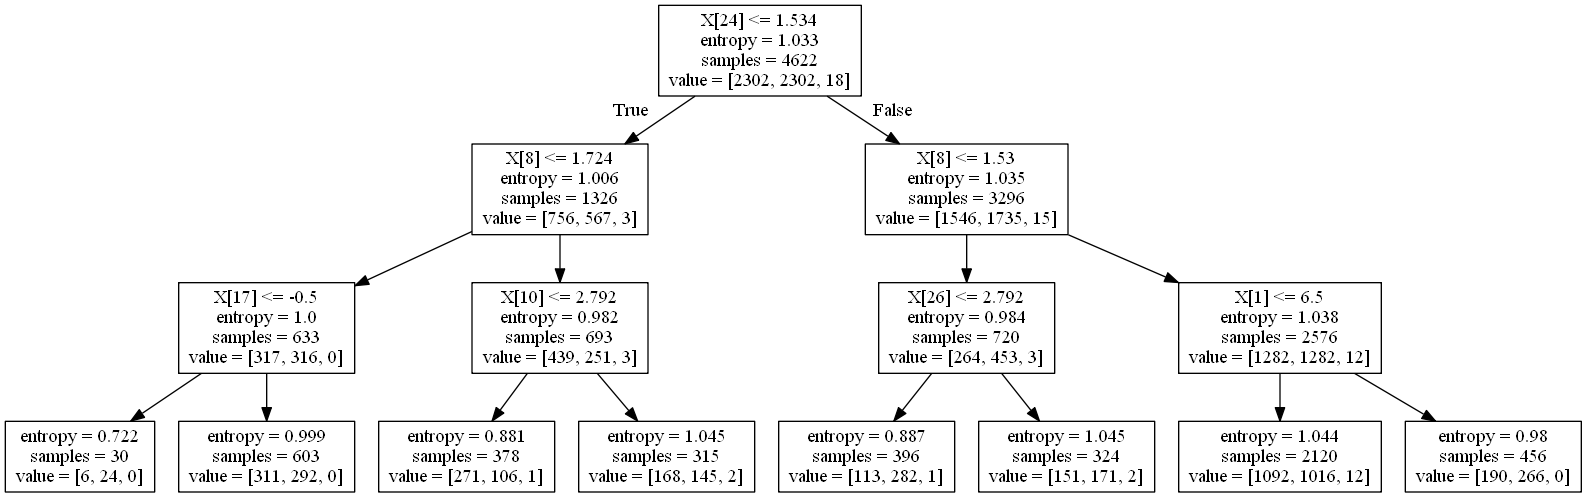 X[24] <= 1.534
entropy = 1.033
samples = 4622
value = [2302, 2302, 18]
True
False
X[8] <= 1.724
entropy = 1.006
samples = 1326
value = [756, 567, 3]
X[8] <= 1.53
entropy = 1.035
samples = 3296
value = [1546, 1735, 15]
X[17] <= -0.5
entropy = 1.0
samples = 633
value = [317, 316, 0]
X[10] <= 2.792
entropy = 0.982
samples = 693
value = [439, 251, 3]
X[26] <= 2.792
entropy = 0.984
samples = 720
value = [264, 453, 3]
X[1] <= 6.5
entropy = 1.038
samples = 2576
value = [1282, 1282, 12]
entropy = 0.722
samples = 30
value = [6, 24, 0]
entropy = 0.999
samples = 603
value = [311, 292, 0]
entropy = 0.881
samples = 378
value = [271, 106, 1]
entropy = 1.045
samples = 315
value = [168, 145, 2]
entropy = 0.887
samples = 396
value = [113, 282, 1]
entropy = 1.045
samples = 324
value = [151, 171, 2]
entropy = 1.044
samples = 2120
value = [1092, 1016, 12]
entropy = 0.98
samples = 456
value = [190, 266, 0]